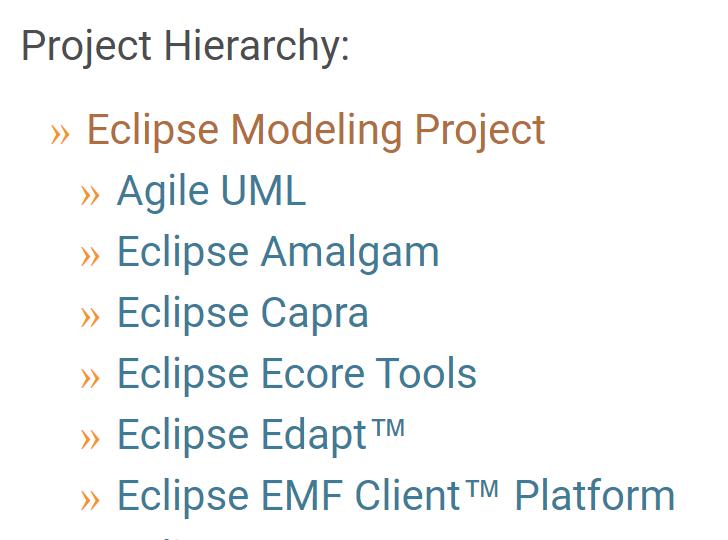 Project Hierarchy:
» Eclipse Modeling Project
» Agile UML
» Eclipse Amalgam
» Eclipse Capra
» Eclipse Ecore Tools
» Eclipse Edapt™
» Eclipse EMF Client™ Platform